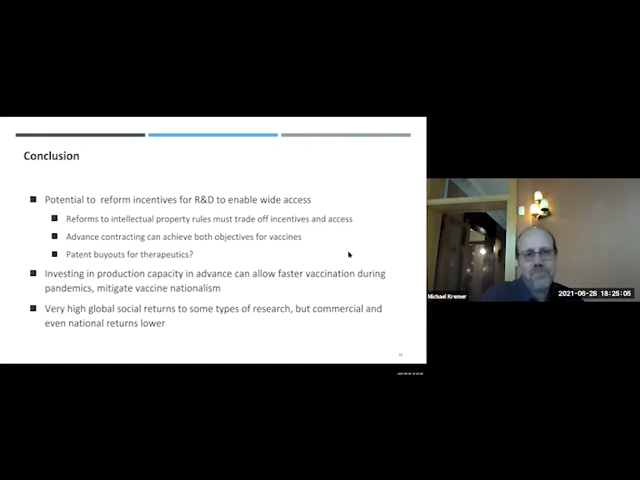 Conclusion
Potential to reform incentives for R&D to enable wide access
Reforms to intellectual property rules must trade off incentives and access
Advance contracting can achieve both objectives for vaccines
Patent buyouts for therapeutics?
Investing in production capacity in advance can allow faster vaccination during
pandemics, mitigate vaccine nationalism
Very high global social returns to some types of research, but commercial and
even national returns lower
Michael Kremer
2021-06-28 18:25:05